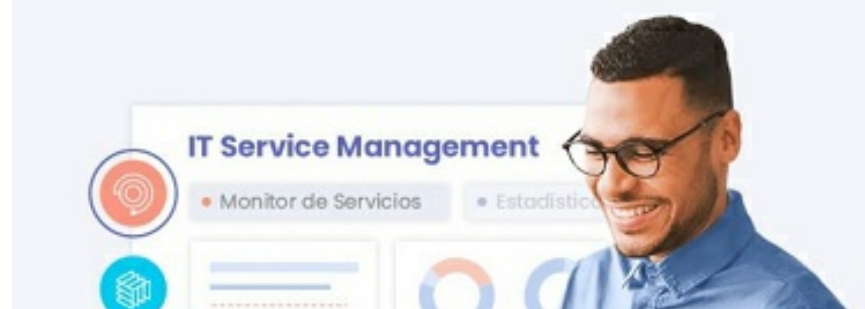 IT Service Management
• Monitor de Servicios